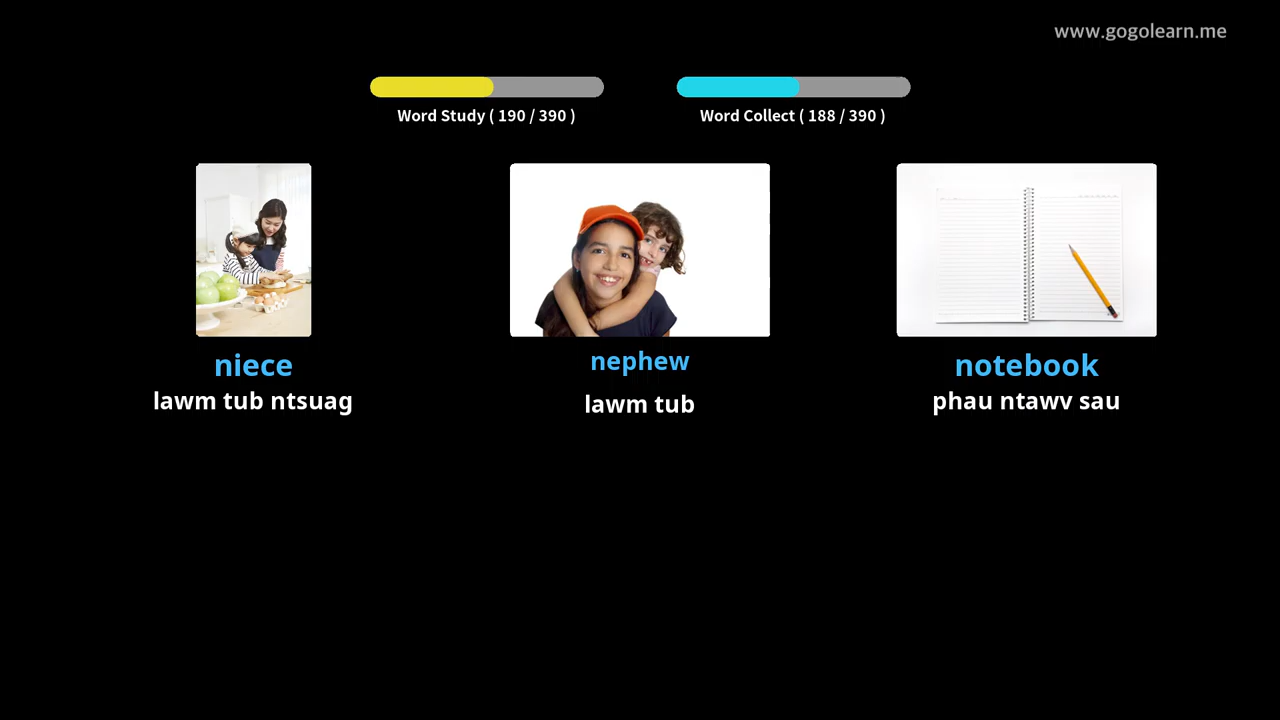 www.gogolearn.me
Word Study ( 190 / 390 )
Word Collect ( 188 / 390 )
niece
lawm tub ntsuag
nephew
lawm tub
notebook
phau ntawv sau